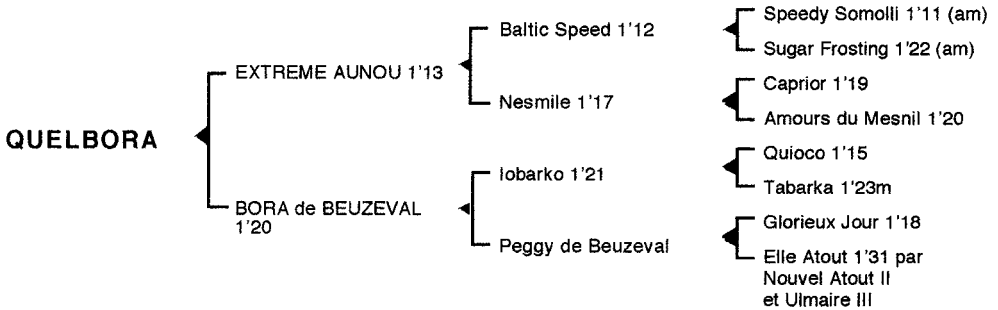 QUELBORA
EXTREME AUNOU 1'13
BORA de BEUZEVAL
1'20
Baltic Speed 1'12
Nesmile 1'17
Iobarko 1'21
Peggy de Beuzeval
Speedy Somolli 1'11 (am)
Sugar Frosting 1'22 (am)
Caprior 1'19
Amours du Mesnil 1'20
Quioco 1'15
Tabarka 1'23m
Glorieux Jour 1'18
Elle Atout 1'31 par
Nouvel Atout II
et Ulmaire III